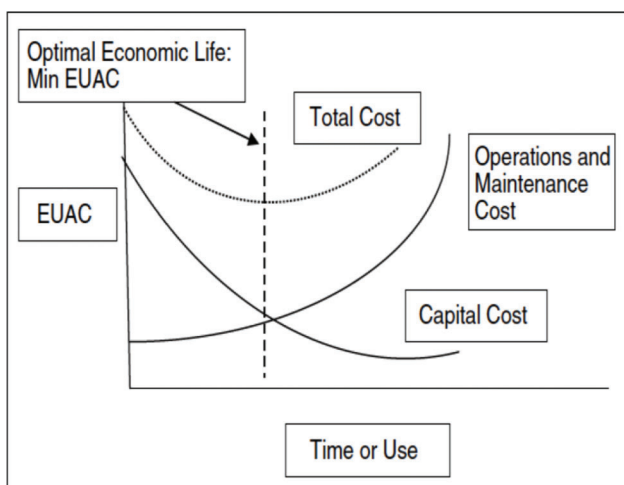 Optimal Economic Life:
Min EUAC
Total Cost
Operations and
Maintenance
Cost
EUAC
Capital Cost
Time or Use